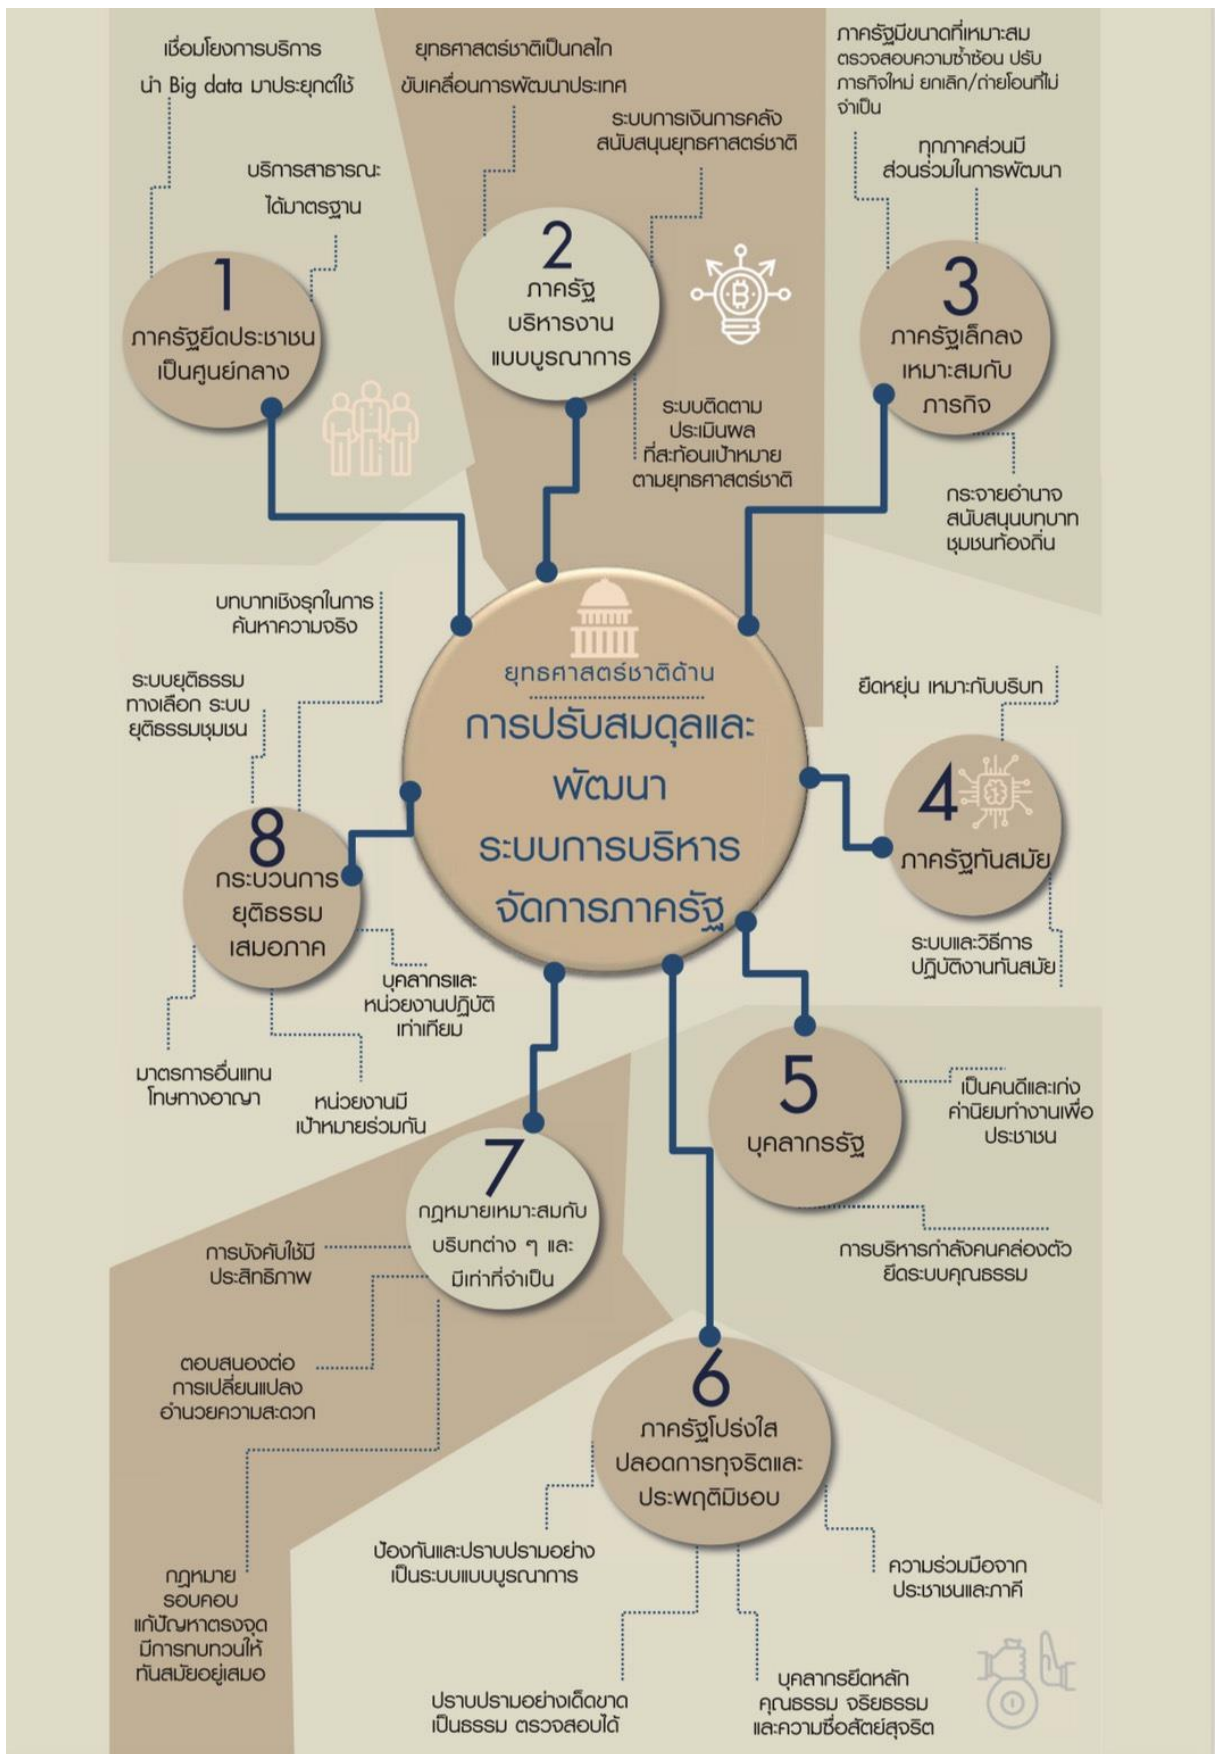 เชื่อมโยงการบริการ
นำ Big data มาประยุกต์ใช้
บริการสาธารณะ
ได้มาตรฐาน
1
ภาครัฐยึดประชาชน
เป็นศูนย์กลาง
ยุทธศาสตร์ชาติเป็นกลไก
ขับเคลื่อนการพัฒนาประเทศ
ระบบการเงินการคลัง
สนับสนุนยุทธศาสตร์ชาติ
2
ภาครัฐ
บริหารงาน
แบบบูรณาการ
ระบบติดตาม
ประเมินผล
ที่สะท้อนเป้าหมาย
ตามยุทธศาสตร์ชาติ
ภาครัฐมีขนาดที่เหมาะสม
ตรวจสอบความซ้ำซ้อน ปรับ
ภารกิจใหม่ ยกเลิก/ถ่ายโอนที่ไม่
จำเป็น
ทุกภาคส่วนมี
ส่วนร่วมในการพัฒนา
3
ภาครัฐเล็กลง
เหมาะสมกับ
ภารกิจ
กระจายอำนาจ
สนับสนุนบทบาท
ชุมชนท้องถิ่น
ยุทธศาสตร์ชาติด้าน
การปรับสมดุลและ
พัฒนา
ระบบการบริหาร
จัดการภาครัฐ
ยืดหยุ่น เหมาะกับบริบท
4
ภาครัฐทันสมัย
ระบบและวิธีการ
ปฏิบัติงานทันสมัย
5
บุคลากรรัฐ
เป็นคนดีและเก่ง
ค่านิยมทำงานเพื่อ
ประชาชน
การบริหารกำลังคนคล่องตัว
ยึดระบบคุณธรรม
6
ภาครัฐโปร่งใส
ปลอดการทุจริตและ
ประพฤติมิชอบ
ป้องกันและปราบปรามอย่าง
เป็นระบบแบบบูรณาการ
ความร่วมมือจาก
ประชาชนและภาคี
ปราบปรามอย่างเด็ดขาด
เป็นธรรม ตรวจสอบได้
บุคลากรยึดหลัก
คุณธรรม จริยธรรม
และความซื่อสัตย์สุจริต
7
กฎหมายเหมาะสมกับ
บริบทต่าง ๆ และ
มีเท่าที่จำเป็น
การบังคับใช้มี
ประสิทธิภาพ
ตอบสนองต่อ
การเปลี่ยนแปลง
อำนวยความสะดวก
กฎหมาย
รอบคอบ
แก้ปัญหาตรงจุด
มีการทบทวนให้
ทันสมัยอยู่เสมอ
บทบาทเชิงรุกในการ
ค้นหาความจริง
ระบบยุติธรรม
ทางเลือก ระบบ
ยุติธรรมชุมชน
8
กระบวนการ
ยุติธรรม
เสมอภาค
บุคลากรและ
หน่วยงานปฏิบัติ
เท่าเทียม
มาตรการอื่นแทน
โทษทางอาญา
หน่วยงานมี
เป้าหมายร่วมกัน